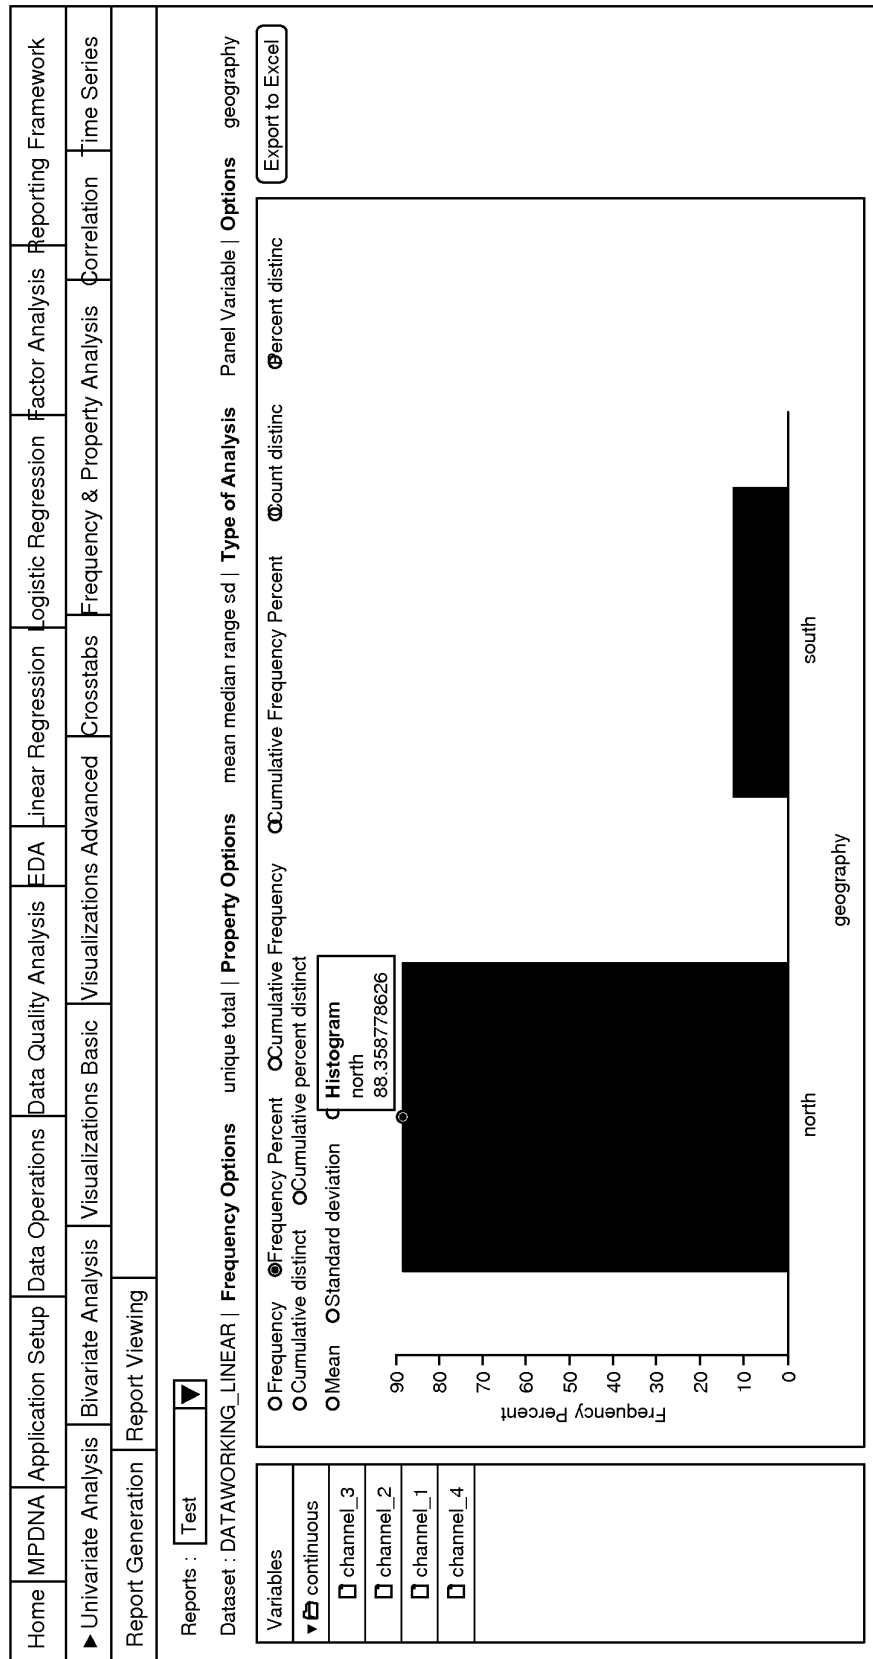 Home MPDNA Application Setup Data Operations Data Quality Analysis EDA Linear Regression Logistic Regression Factor Analysis Reporting Framework
▶ Univariate Analysis Bivariate Analysis Visualizations Basic Visualizations Advanced Crosstabs Frequency & Property Analysis Correlation Time Series
Report Generation Report Viewing
Reports : Test
Dataset : DATAWORKING_LINEAR | Frequency Options unique total | Property Options mean median range sd | Type of Analysis Panel Variable | Options geography
Export to Excel
Variables
continuous
channel_3
channel_2
channel_1
channel_4
Frequency Frequency Percent Cumulative Frequency Cumulative Frequency Percent Count distinc Percent distinc
Cumulative distinct Cumulative percent distinct
Mean Standard deviation
Histogram
north
88.358778626
Frequency Percent
90
80
70
60
50
40
30
20
10
0
north south
geography